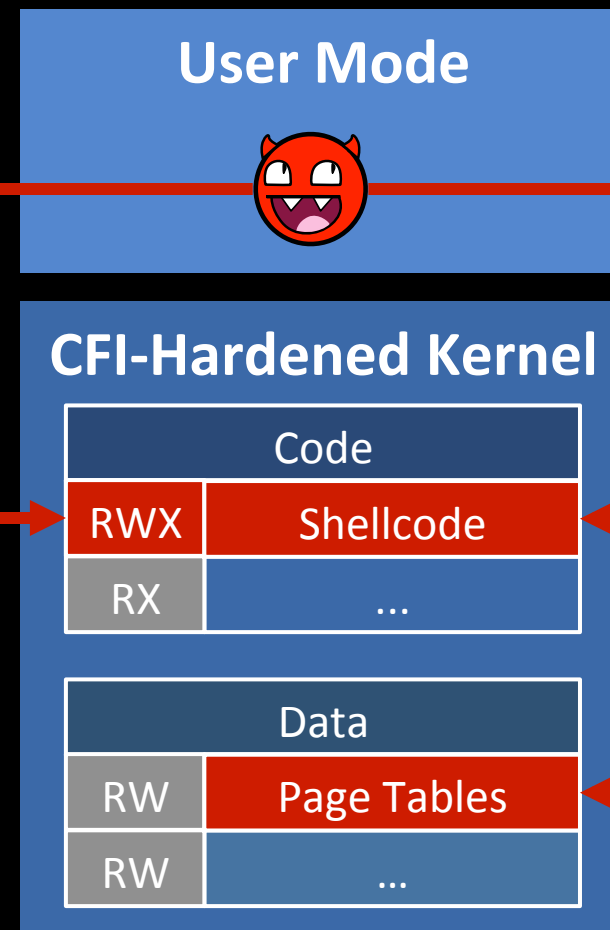 User Mode
CFI-Hardened Kernel
Code
RWX Shellcode
RX ...
Data
RW Page Tables
RW ...